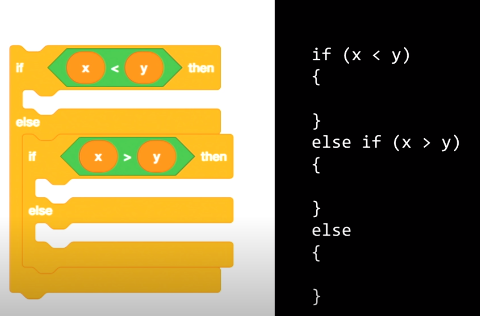 if x < y then
else
if x > y then
else
if (x < y)
{
}
else if (x > y)
{
}
else
{
}